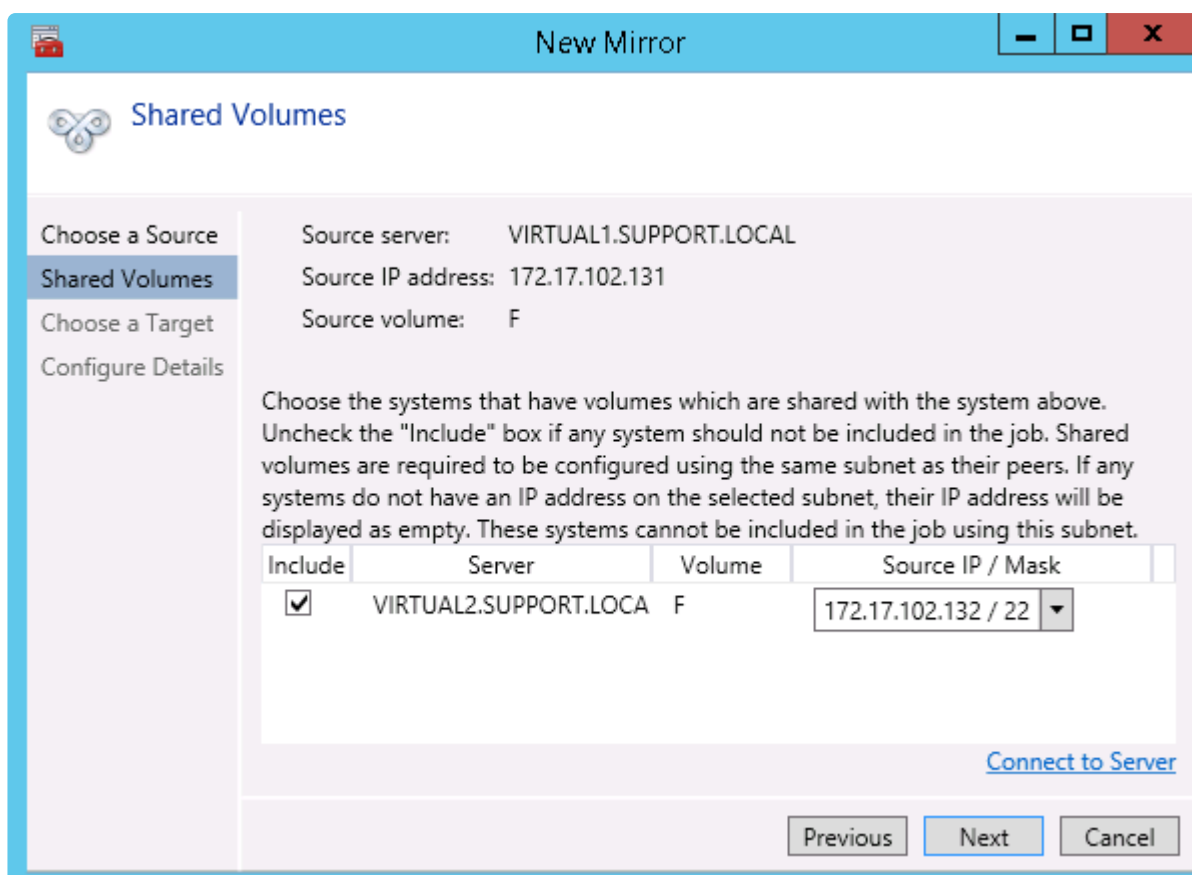 New Mirror
Shared Volumes
Choose a Source
Shared Volumes
Choose a Target
Configure Details
Source server: VIRTUAL1.SUPPORT.LOCAL
Source IP address: 172.17.102.131
Source volume: F
Choose the systems that have volumes which are shared with the system above.
Uncheck the "Include" box if any system should not be included in the job. Shared
volumes are required to be configured using the same subnet as their peers. If any
systems do not have an IP address on the selected subnet, their IP address will be
displayed as empty. These systems cannot be included in the job using this subnet.
Include Server Volume Source IP / Mask
VIRTUAL2.SUPPORT.LOCA F 172.17.102.132 / 22
Connect to Server
Previous Next Cancel